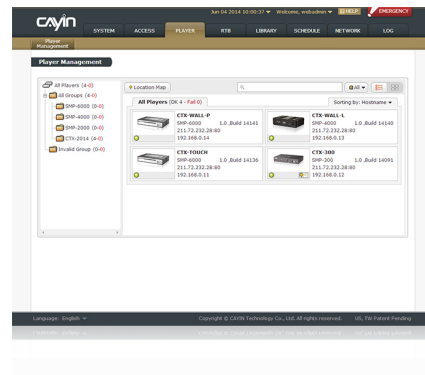 CAYIN
Jun 04 2014 10:00:37 Welcome, webadmin HELP EMERGENCY
SYSTEM ACCESS PLAYER RTB LIBRARY SCHEDULE NETWORK LOG
Player
Management
Player Management
All Players (4-0)
All Groups (4-0)
SMP-6000 (0-0)
SMP-4000 (0-0)
SMP-2000 (0-0)
CTX-2014 (4-0)
Invalid Group (0-0)
Location Map
All
All Players (OK 4 - Fail 0)
Sorting by: Hostname
CTX-WALL-P
SMP-6000 1.0 ,Build 14141
211.72.232.28:80
192.168.0.14
CTX-WALL-L
SMP-4000 1.0 ,Build 14140
211.72.232.28:80
192.168.0.13
CTX-TOUCH
SMP-6000 1.0 ,Build 14136
211.72.232.28:80
192.168.0.11
CTX-300
SMP-300 1.0 ,Build 14091
211.72.232.28:80
192.168.0.12
Language: English
Copyright © CAYIN Technology Co., Ltd. All rights reserved. US, TW Patent Pending